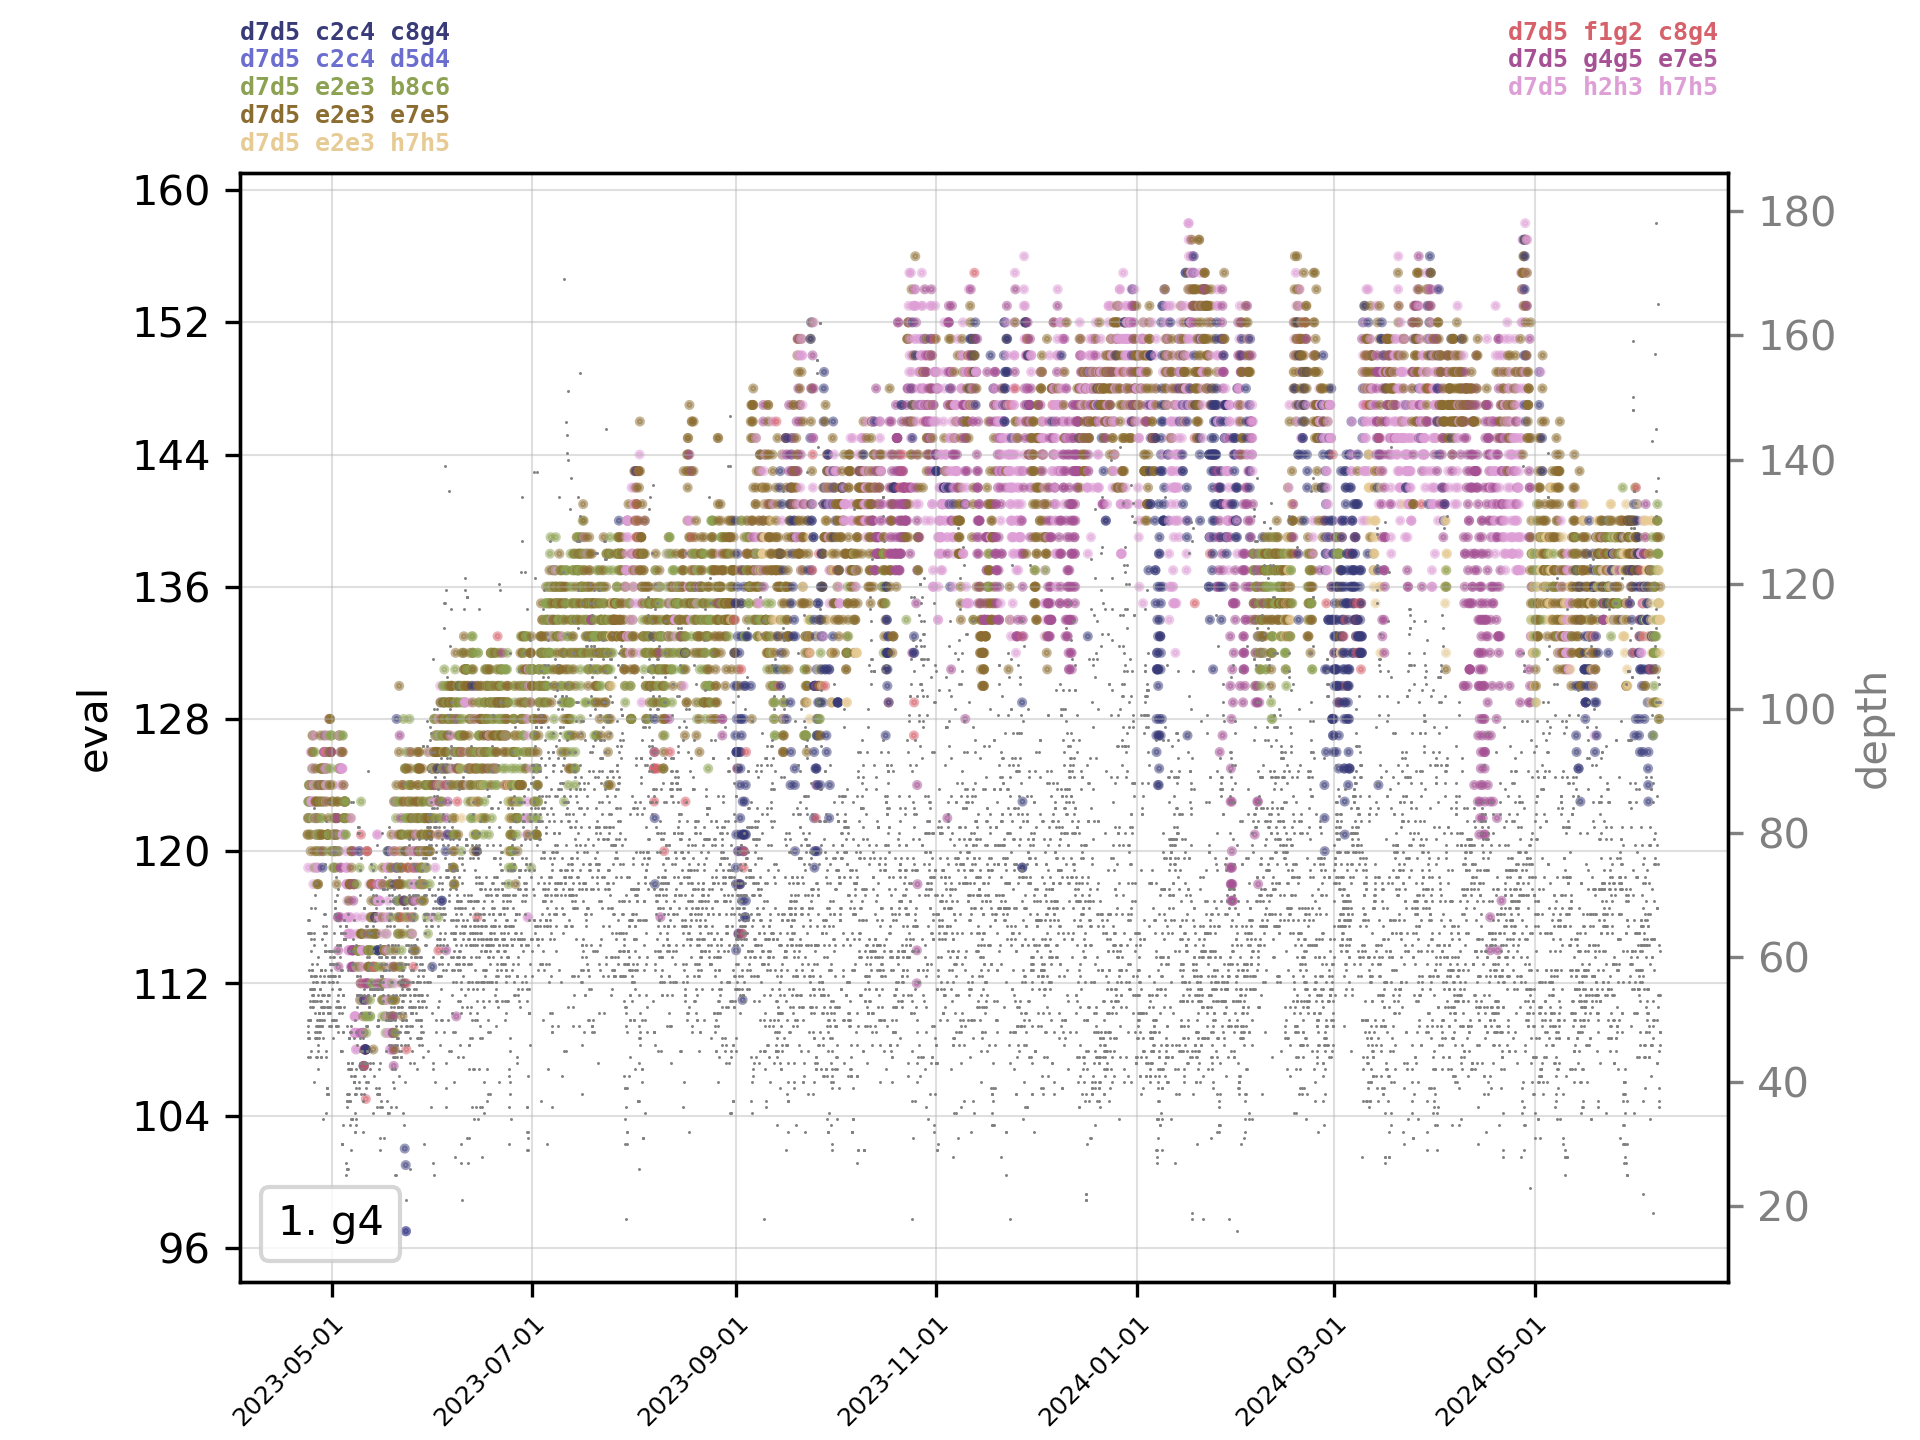 d7d5 c2c4 c8g4
d7d5 c2c4 d5d4
d7d5 e2e3 b8c6
d7d5 e2e3 e7e5
d7d5 e2e3 h7h5
d7d5 f1g2 c8g4
d7d5 g4g5 e7e5
d7d5 h2h3 h7h5
160
152
144
136
128
120
112
104
96
eval
180
160
140
120
100
80
60
40
20
depth
1. g4
2023-05-01
2023-07-01
2023-09-01
2023-11-01
2024-01-01
2024-03-01
2024-05-01